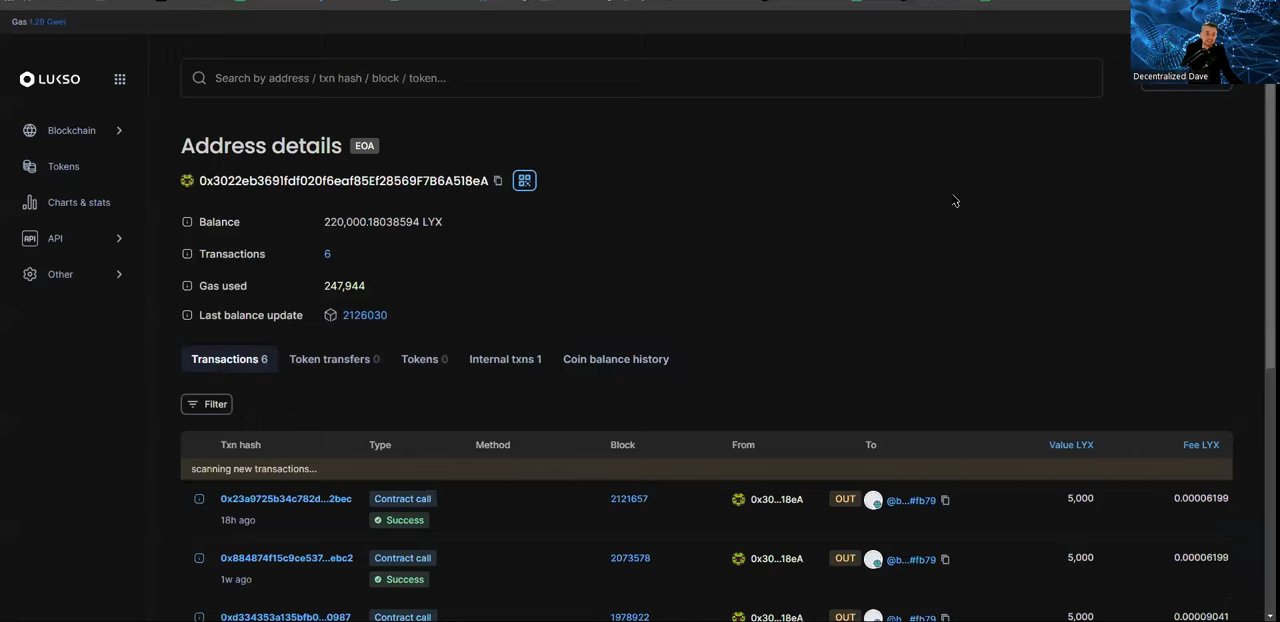 Gas 1.29 Gwei
Decentralized Dave
LUKSO
Search by address / txn hash / block / token...
Blockchain
Tokens
Charts & stats
API API
Other
Address details EOA
0x3022eb3691fdf020f6eaf85Ef28569F7B6A518eA
Balance 220,000.18038594 LYX
Transactions 6
Gas used 247,944
Last balance update 2126030
Transactions 6 Token transfers 0 Tokens 0 Internal txns 1 Coin balance history
Filter
Txn hash Type Method Block From To Value LYX Fee LYX
scanning new transactions...
0x23a9725b34c782d...2bec Contract call 2121657 0x30...18eA OUT @b...#fb79 5,000 0.00006199
18h ago Success
0x884874f15c9ce537...ebc2 Contract call 2073578 0x30...18eA OUT @b...#fb79 5,000 0.00006199
1w ago Success
0xd334353a135bfb0...0987 Contract call 1978922 0x30...18eA OUT @b...#fb79 5,000 0.00009041